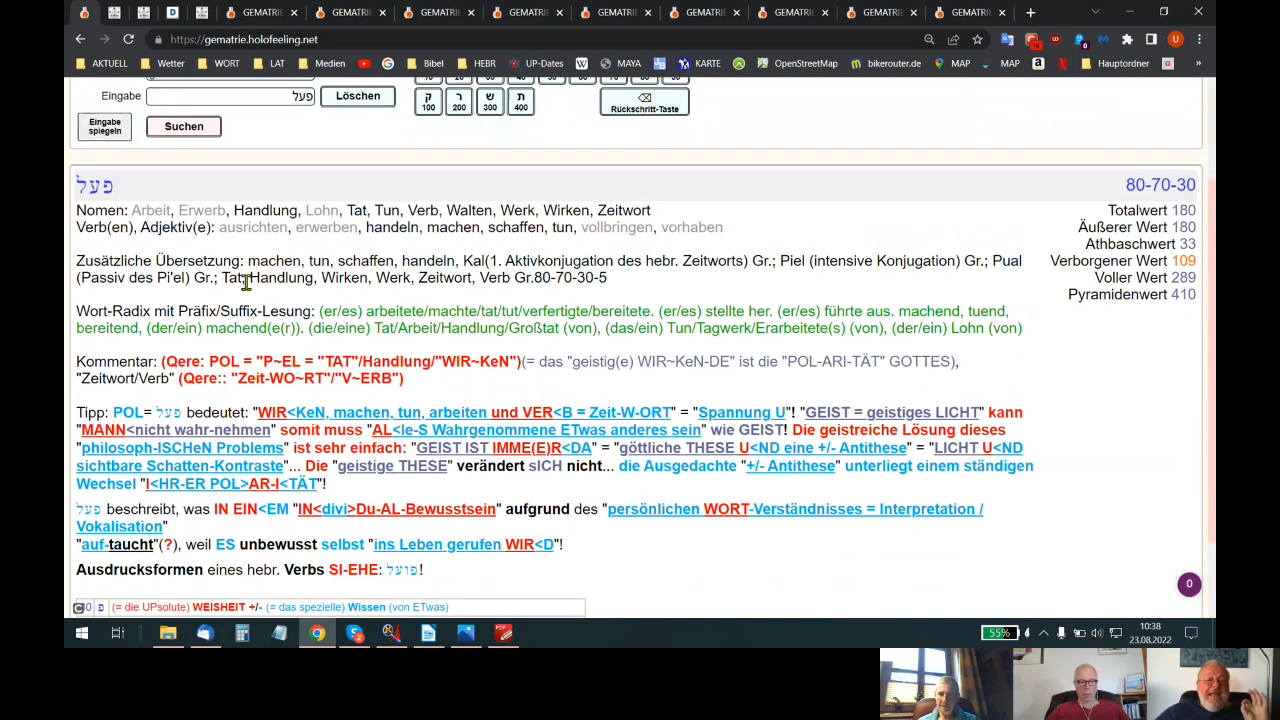 GEMATRIE
GEMATRIE
GEMATRIE
GEMATRIE
GEMATRIE
GEMATRIE
GEMATRIE
GEMATRIE
GEMATRIE
https://gematrie.holofeeling.net
AKTUELL Wetter WORT LAT Medien Bibel HEBR UP-Dates MAYA KARTE OpenStreetMap bikerouter.de MAP MAP Hauptordner »
Eingabe פעל Löschen
ק ר ש ת
100 200 300 400
Rückschritt-Taste
Eingabe
spiegeln
Suchen
פעל 80-70-30
Nomen: Arbeit, Erwerb, Handlung, Lohn, Tat, Tun, Verb, Walten, Werk, Wirken, Zeitwort
Verb(en), Adjektiv(e): ausrichten, erwerben, handeln, machen, schaffen, tun, vollbringen, vorhaben
Totalwert 180
Äußerer Wert 180
Athbaschwert 33
Verborgener Wert 109
Voller Wert 289
Pyramidenwert 410
Zusätzliche Übersetzung: machen, tun, schaffen, handeln, Kal(1. Aktivkonjugation des hebr. Zeitworts) Gr.; Piel (intensive Konjugation) Gr.; Pual
(Passiv des Pi'el) Gr.; Tat, Handlung, Wirken, Werk, Zeitwort, Verb Gr.80-70-30-5
Wort-Radix mit Präfix/Suffix-Lesung: (er/es) arbeitete/machte/tat/tut/verfertigte/bereitete. (er/es) stellte her. (er/es) führte aus. machend, tuend,
bereitend, (der/ein) machend(e(r)). (die/eine) Tat/Arbeit/Handlung/Großtat (von), (das/ein) Tun/Tagwerk/Erarbeitete(s) (von), (der/ein) Lohn (von)
Kommentar: (Qere: POL = "P~EL = "TAT"/Handlung/"WIR~KeN")(= das "geistig(e) WIR~KeN-DE" ist die "POL-ARI-TÄT" GOTTES),
"Zeitwort/Verb" (Qere:: "Zeit-WO~RT"/"V~ERB")
Tipp: POL= פעל bedeutet: "WIR<KeN, machen, tun, arbeiten und VER<B = Zeit-W-ORT" = "Spannung U"! "GEIST = geistiges LICHT" kann
"MANN<nicht wahr-nehmen" somit muss "AL<le-S Wahrgenommene ETwas anderes sein" wie GEIST! Die geistreiche Lösung dieses
"philosoph-ISCHeN Problems" ist sehr einfach: "GEIST IST IMME(E)R<DA" = "göttliche THESE U<ND eine +/- Antithese" = "LICHT U<ND
sichtbare Schatten-Kontraste"... Die "geistige THESE" verändert sICH nicht... die Ausgedachte "+/- Antithese" unterliegt einem ständigen
Wechsel "I<HR-ER POL>AR-I<TÄT"!
פעל beschreibt, was IN EIN<EM "IN<divi>Du-AL-Bewusstsein" aufgrund des "persönlichen WORT-Verständnisses = Interpretation /
Vokalisation"
"auf-taucht"(?), weil ES unbewusst selbst "ins Leben gerufen WIR<D"!
Ausdrucksformen eines hebr. Verbs SI-EHE: פועל!
פ (= die UPsolute) WEISHEIT +/- (= das spezielle) Wissen (von ETwas)
0
55%
10:38
23.08.2022